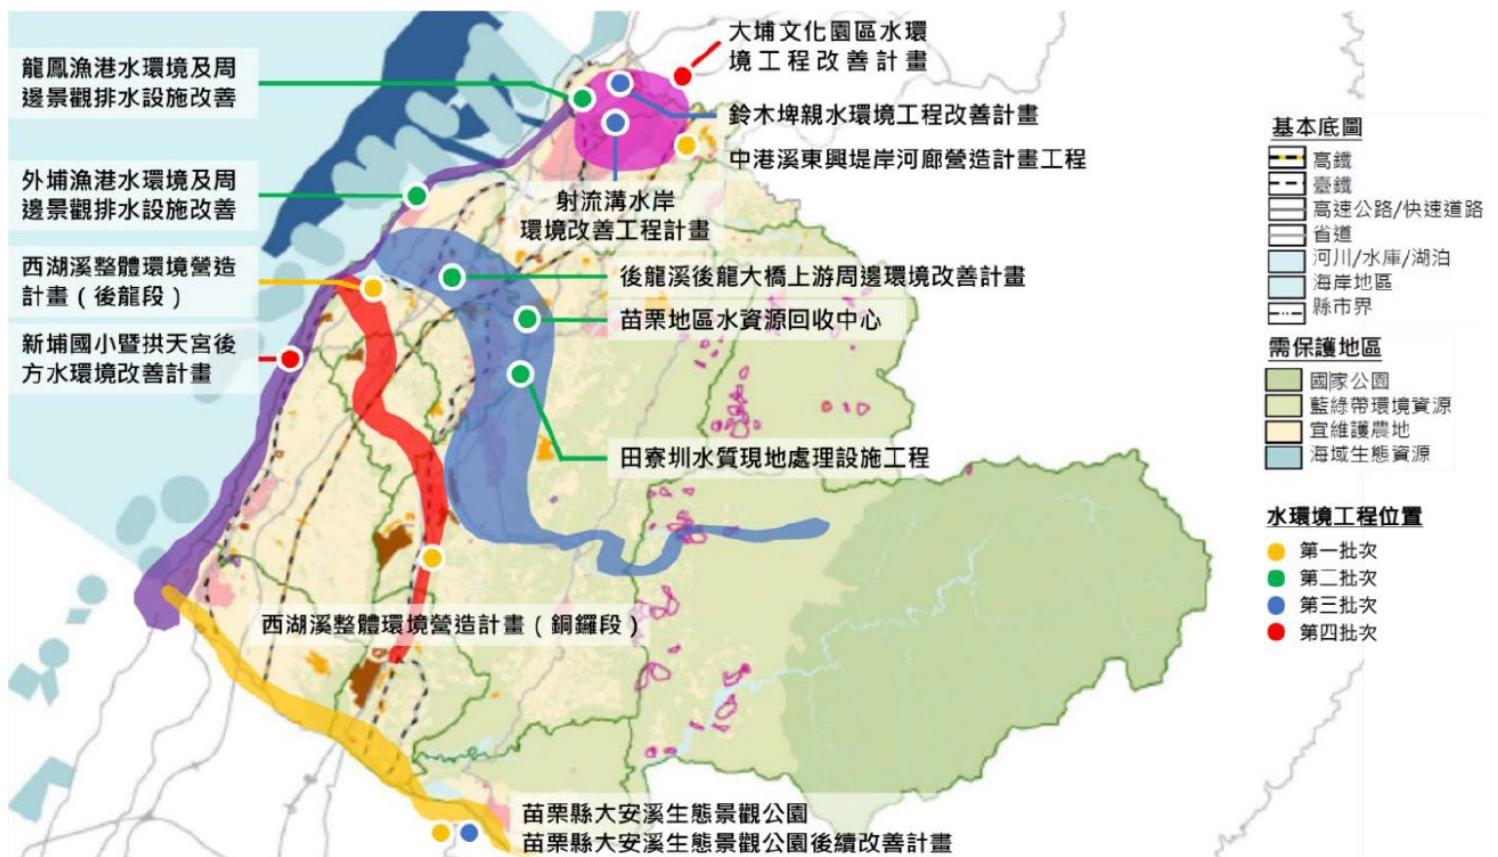 龍鳳漁港水環境及周
邊景觀排水設施改善
外埔漁港水環境及周
邊景觀排水設施改善
西湖溪整體環境營造
計畫（後龍段）
新埔國小暨拱天宮後
方水環境改善計畫
大埔文化園區水環
境工程改善計畫
鈴木埤親水環境工程改善計畫
中港溪東興堤岸河廊營造計畫工程
射流溝水岸
環境改善工程計畫
後龍溪後龍大橋上游周邊環境改善計畫
苗栗地區水資源回收中心
田寮圳水质現地處理設施工程
西湖溪整體環境營造計畫（銅鑼段）
苗栗縣大安溪生態景觀公園
苗栗縣大安溪生態景觀公園後續改善計畫
基本底圖
高鐵
臺鐵
高速公路/快速道路
省道
河川/水庫/湖泊
海岸地區
縣市界
需保護地區
國家公園
藍綠帶環境資源
宜維護農地
海域生態資源
水環境工程位置
第一批次
第二批次
第三批次
第四批次